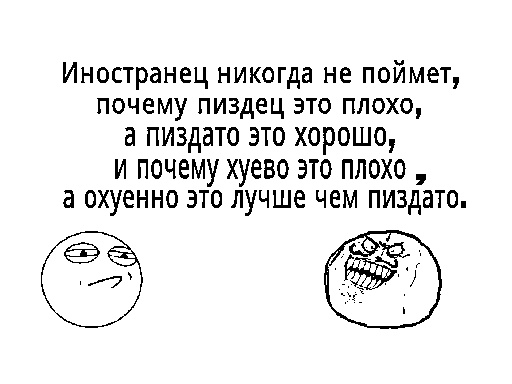 Иностранец никогда не поймет,
почему пиздец это плохо,
а пиздато это хорошо,
и почему хуево это плохо ,
а охуенно это лучше чем пиздато.